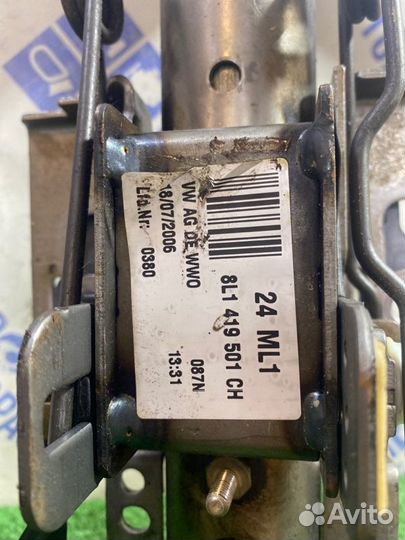 24 ML1
8L1 419 501 CH
087N
13:31
VW AG DE WWO
18/07/2006
Lfd.Nr: 0380
Avito